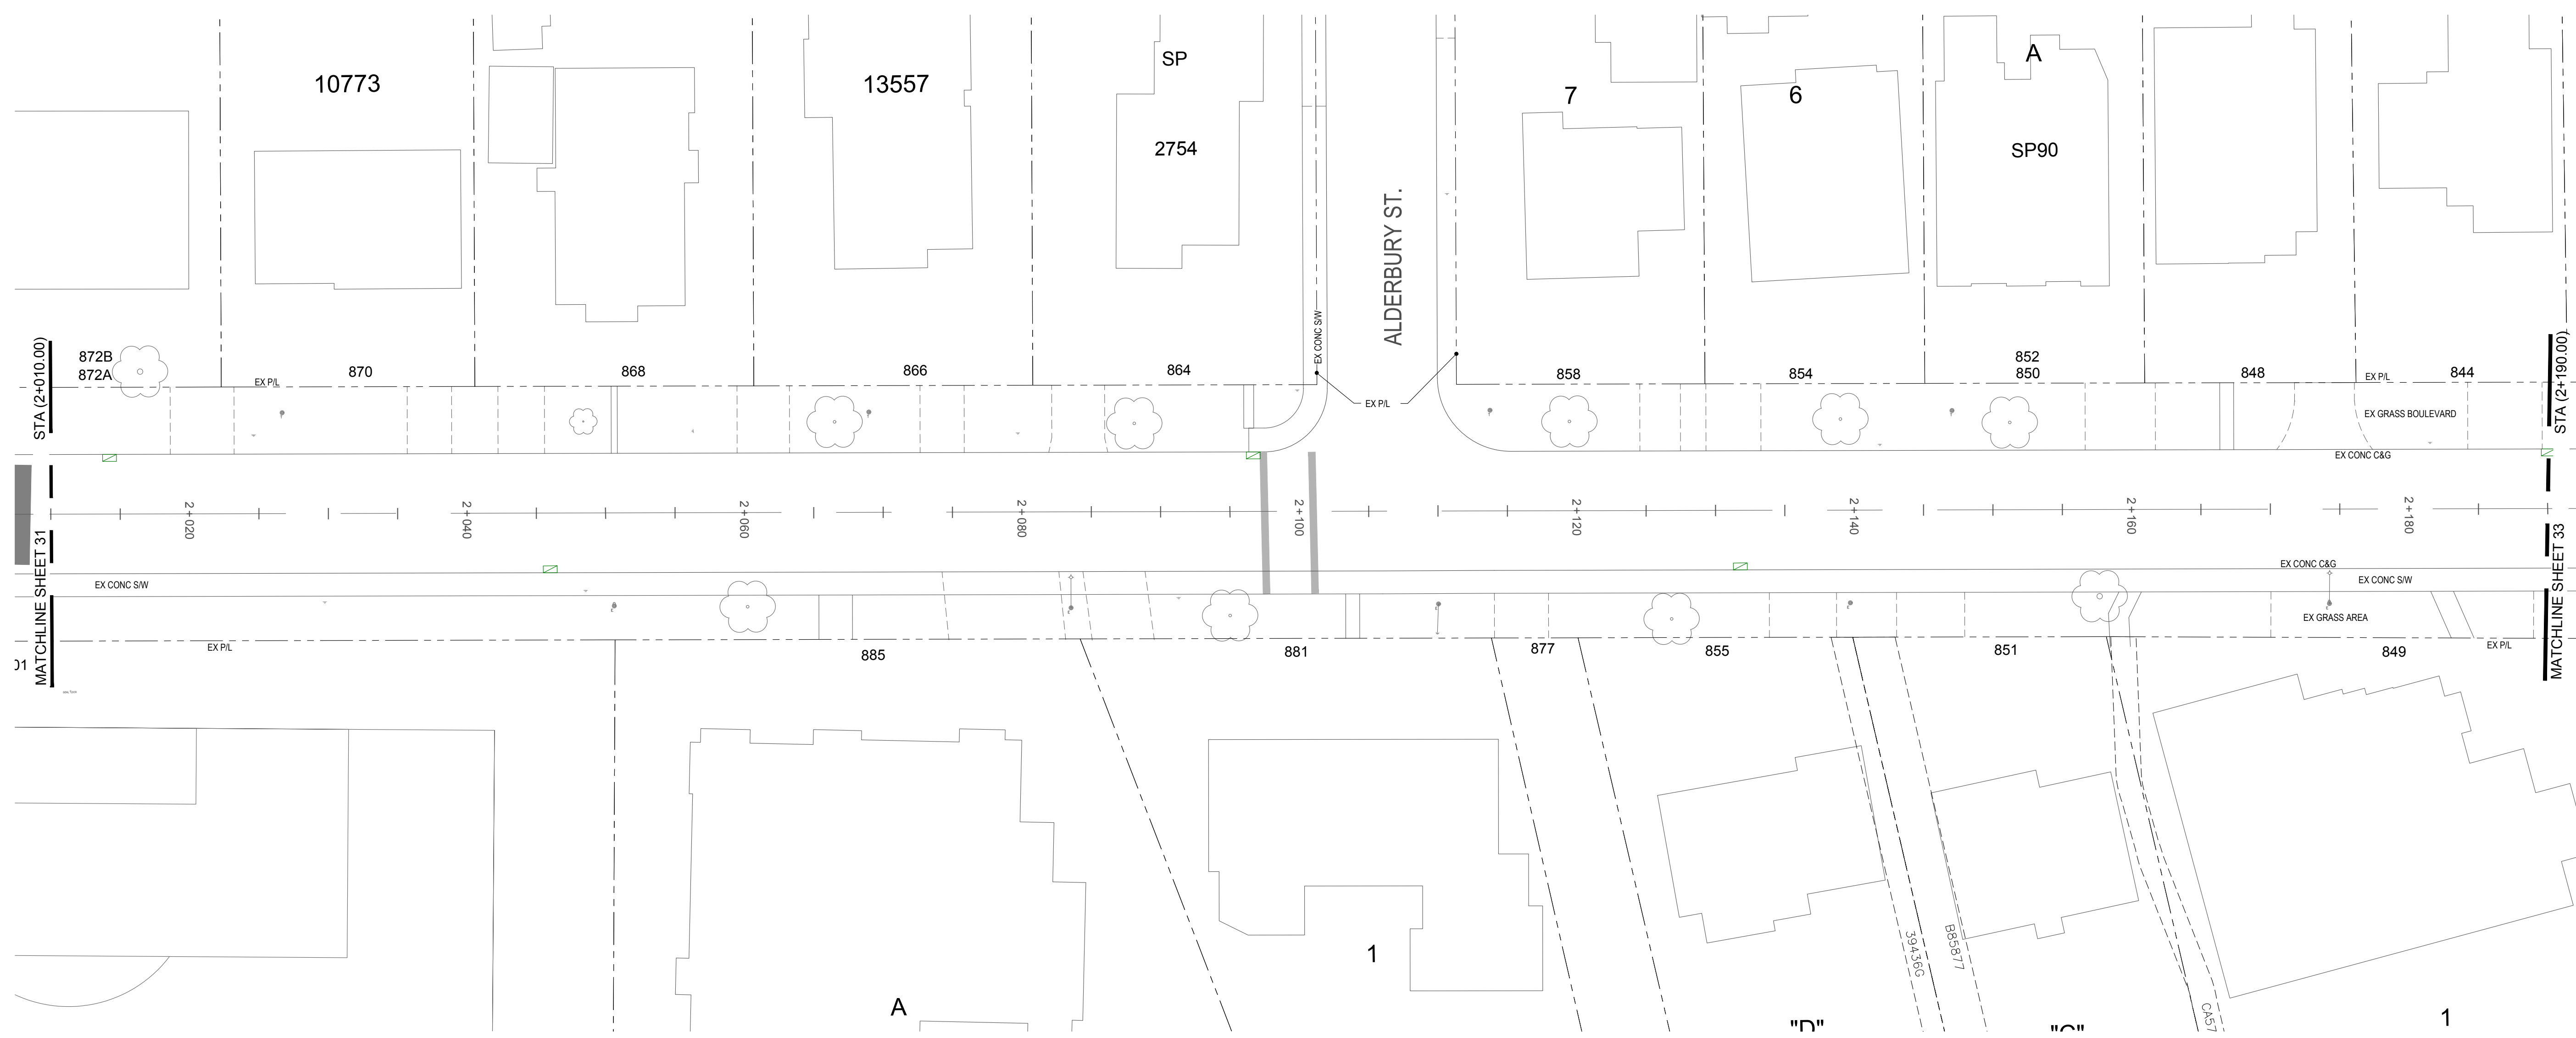 10773
13557
SP
2754
7
6
A
SP90
ALDERBURY ST.
EX CONC S/W
STA (2+010.00)
872B
872A
EX P/L
870
868
866
864
EX P/L
858
854
852
850
848
EX P/L
844
STA (2+190.00)
EX GRASS BOULEVARD
EX CONC C&G
2+020
2+040
2+060
2+080
2+100
2+120
2+140
2+160
2+180
MATCHLINE SHEET 31
EX CONC S/W
EX CONC C&G
EX CONC S/W
EX GRASS AREA
MATCHLINE SHEET 33
01
EX P/L
885
881
877
855
851
849
EX P/L
39436G
B85877
CA57
A
1
"D"
"C"
1